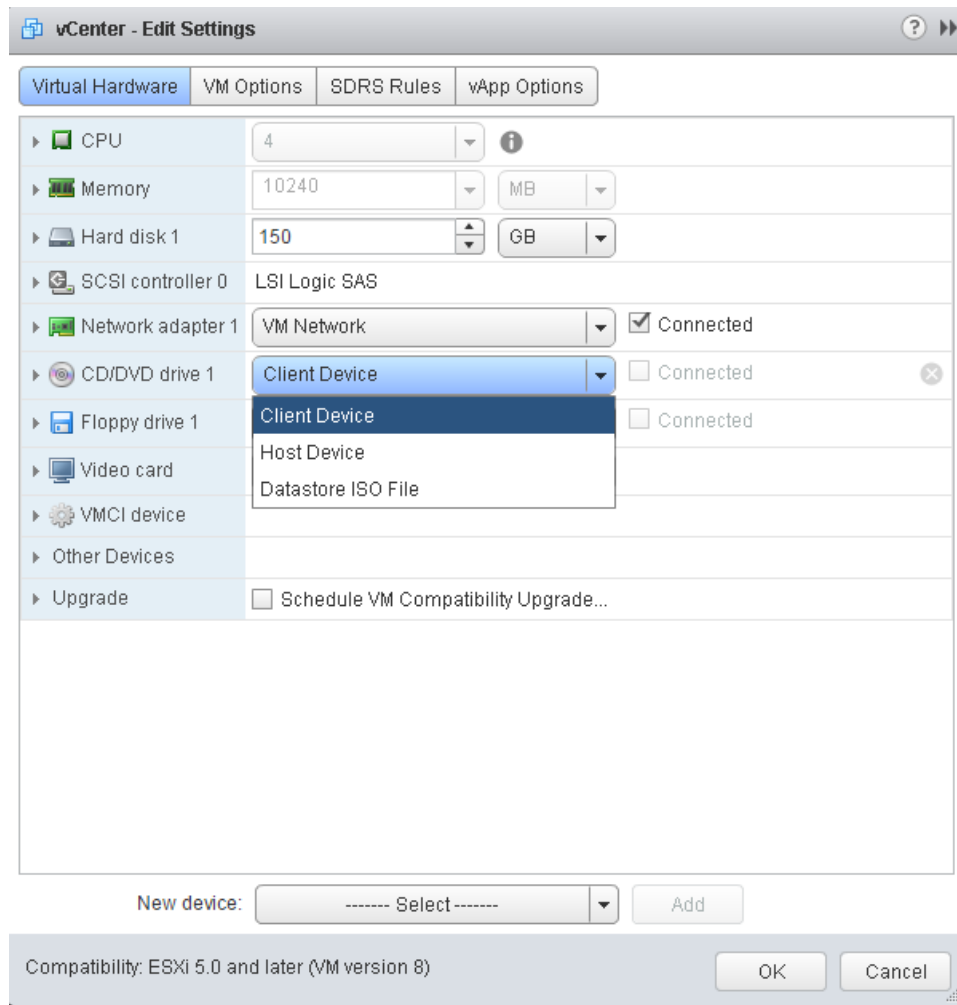 vCenter - Edit Settings
Virtual Hardware VM Options SDRS Rules vApp Options
CPU 4
Memory 10240 MB
Hard disk 1 150 GB
SCSI controller 0 LSI Logic SAS
Network adapter 1 VM Network Connected
CD/DVD drive 1 Client Device Connected
Client Device
Floppy drive 1 Connected
Host Device
Video card
Datastore ISO File
VMCI device
Other Devices
Upgrade Schedule VM Compatibility Upgrade...
New device: ------- Select ------- Add
Compatibility: ESXi 5.0 and later (VM version 8) OK Cancel